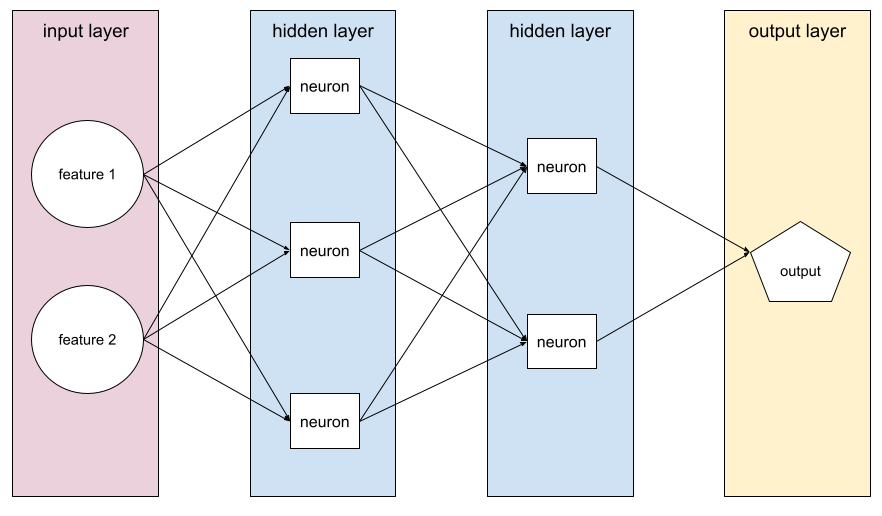 input layer
hidden layer
hidden layer
output layer
neuron
neuron
feature 1
neuron
output
feature 2
neuron
neuron